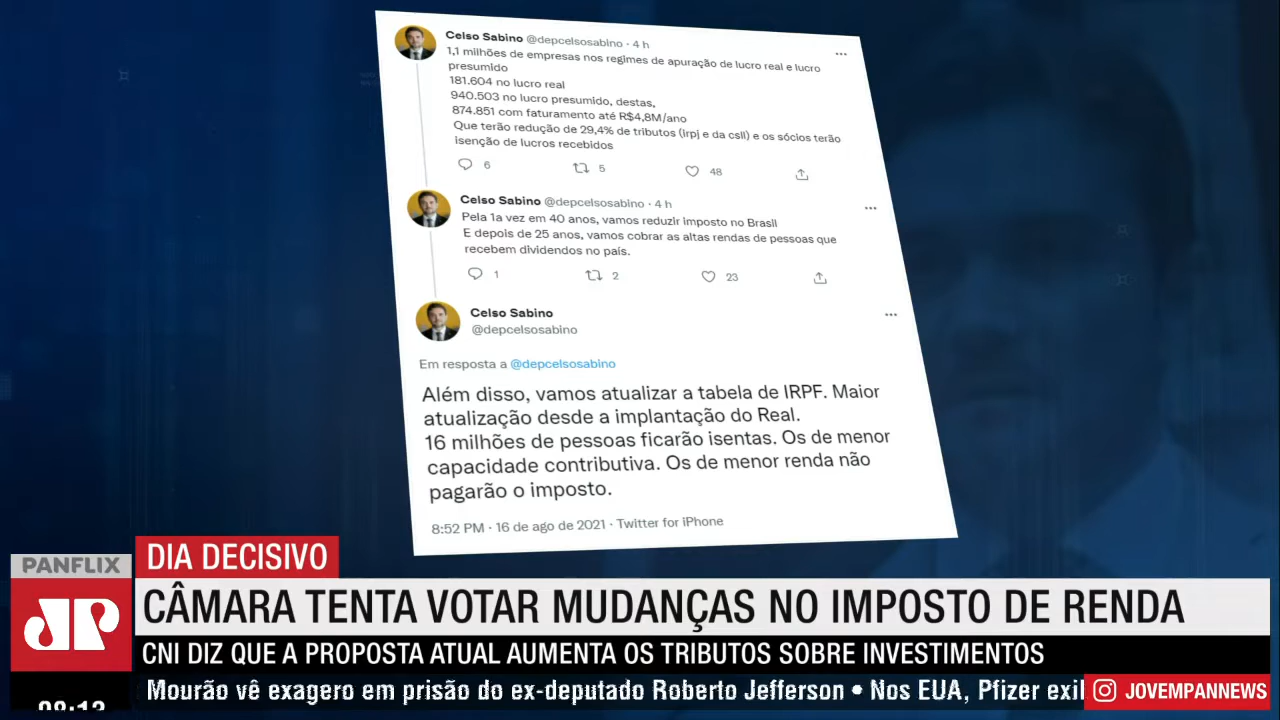 Celso Sabino @depcelsosabino · 4 h
1,1 milhões de empresas nos regimes de apuração de lucro real e lucro
presumido
181.604 no lucro real
940.503 no lucro presumido, destas,
874.851 com faturamento até R$4,8M/ano
Que terão redução de 29,4% de tributos (irpj e da csll) e os sócios terão
isenção de lucros recebidos
6 5 48
Celso Sabino @depcelsosabino · 4 h
Pela 1a vez em 40 anos, vamos reduzir imposto no Brasil
E depois de 25 anos, vamos cobrar as altas rendas de pessoas que
recebem dividendos no país.
1 2 23
Celso Sabino
@depcelsosabino
Em resposta a @depcelsosabino
Além disso, vamos atualizar a tabela de IRPF. Maior
atualização desde a implantação do Real.
16 milhões de pessoas ficarão isentas. Os de menor
capacidade contributiva. Os de menor renda não
pagarão o imposto.
8:52 PM · 16 de ago de 2021 · Twitter for iPhone
DIA DECISIVO
PANFLIX
JP
CÂMARA TENTA VOTAR MUDANÇAS NO IMPOSTO DE RENDA
CNI DIZ QUE A PROPOSTA ATUAL AUMENTA OS TRIBUTOS SOBRE INVESTIMENTOS
Mourão vê exagero em prisão do ex-deputado Roberto Jefferson • Nos EUA, Pfizer exi
JOVEMPANNEWS